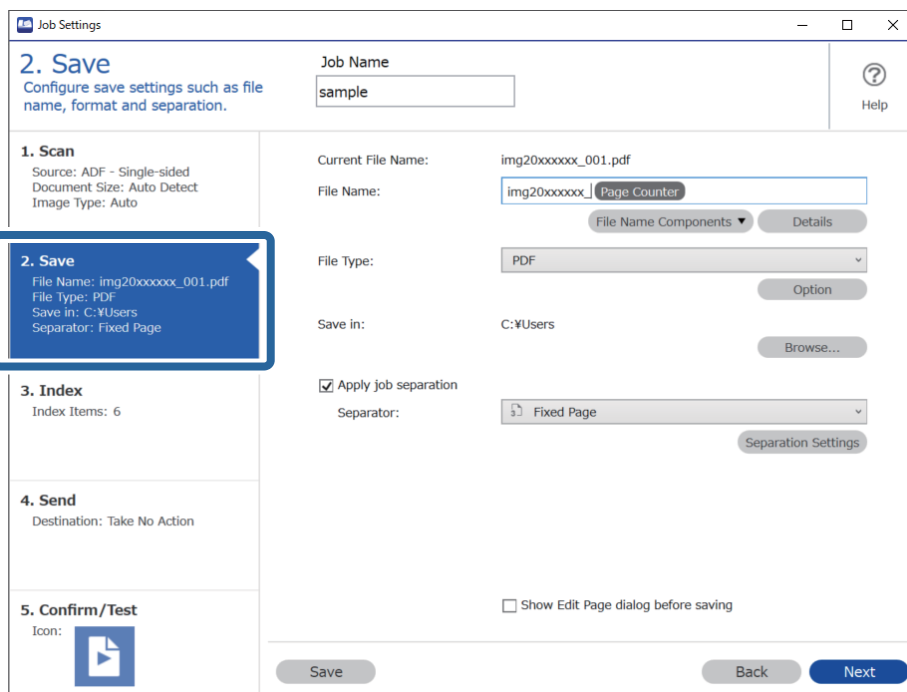 Job Settings
2. Save
Configure save settings such as file
name, format and separation.
Job Name
sample
Help
1. Scan
Source: ADF - Single-sided
Document Size: Auto Detect
Image Type: Auto
2. Save
File Name: img20xxxxxx_001.pdf
File Type: PDF
Save in: C:¥Users
Separator: Fixed Page
3. Index
Index Items: 6
4. Send
Destination: Take No Action
5. Confirm/Test
Icon:
Current File Name: img20xxxxxx_001.pdf
File Name: img20xxxxxx_ Page Counter
File Name Components ▼ Details
File Type: PDF
Option
Save in: C:¥Users
Browse...
Apply job separation
Separator: Fixed Page
Separation Settings
Show Edit Page dialog before saving
Save Back Next